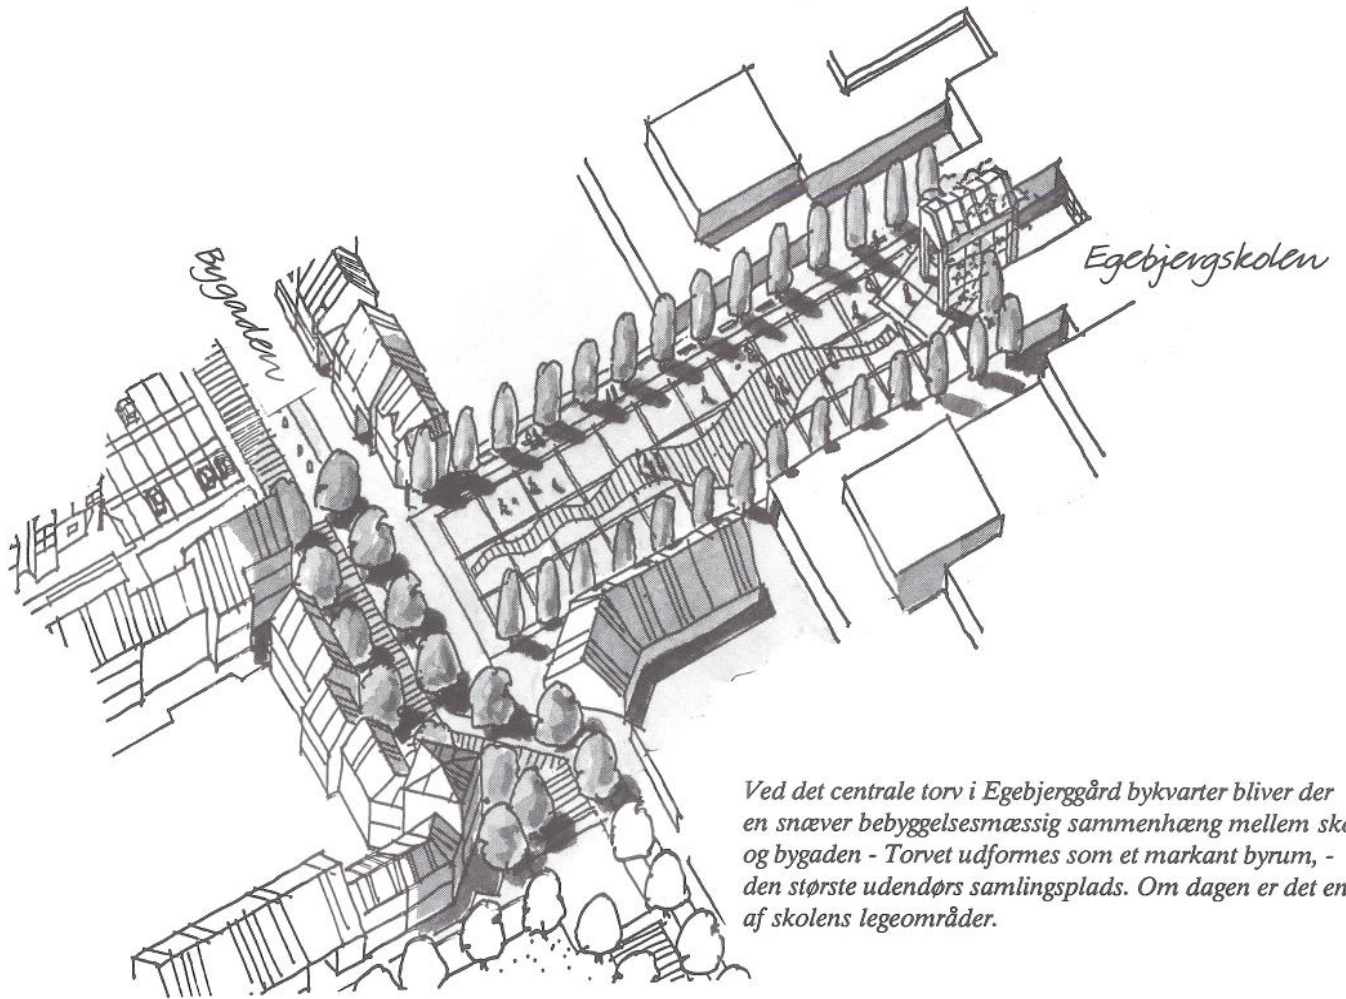 Bygaden
Egebjergskolen
Ved det centrale torv i Egebjerggård bykvarter bliver der
en snæver bebyggelsesmæssig sammenhæng mellem
og bygaden - Torvet udformes som et markant byrum, -
den største udendørs samlingsplads. Om dagen er det en
af skolens legeområder.